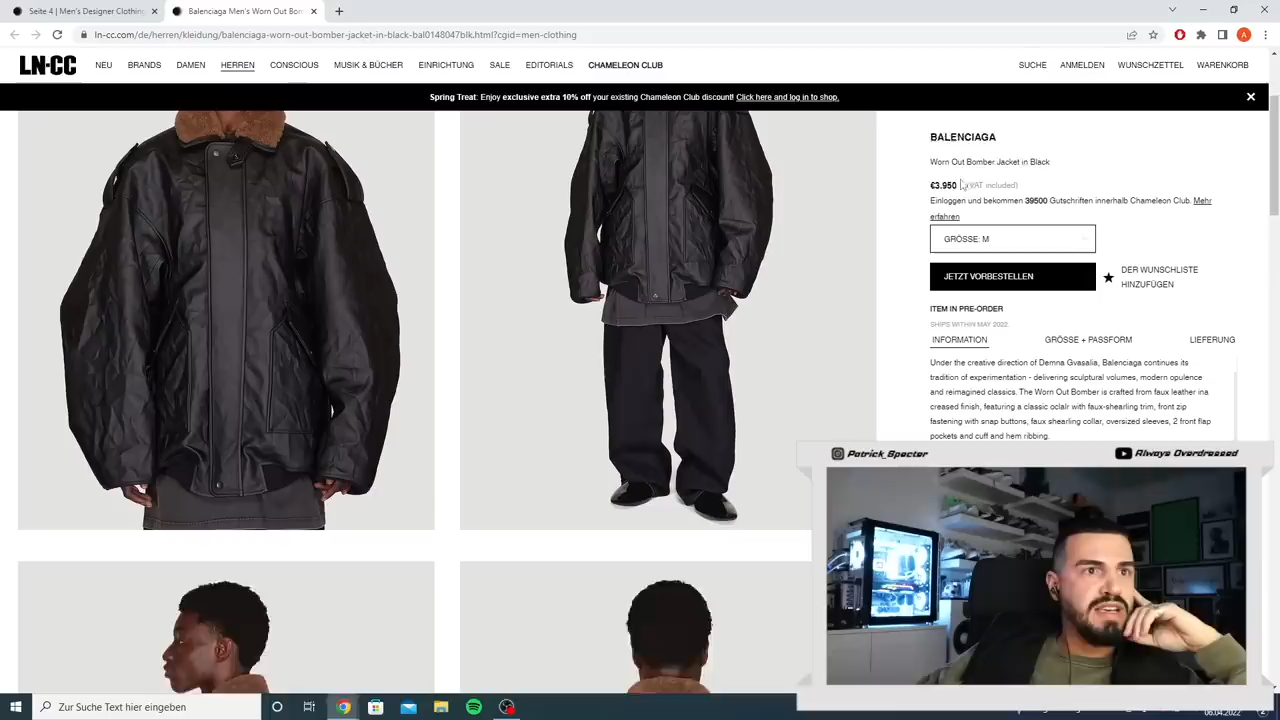 Seite 4 | Men's Designer Clothing
Balenciaga Men's Worn Out Bom
ln-cc.com/de/herren/kleidung/balenciaga-worn-out-bomber-jacket-in-black-bal0148047blk.html?cgid=men-clothing
A
LN-CC
NEU
BRANDS
DAMEN
HERREN
CONSCIOUS
MUSIK & BÜCHER
EINRICHTUNG
SALE
EDITORIALS
CHAMELEON CLUB
SUCHE
ANMELDEN
WUNSCHZETTEL
WARENKORB
Spring Treat: Enjoy exclusive extra 10% off your existing Chameleon Club discount! Click here and log in to shop.
BALENCIAGA
Worn Out Bomber Jacket in Black
€3.950 (VAT included)
Einloggen und bekommen 39500 Gutschriften innerhalb Chameleon Club. Mehr
erfahren
GRÖSSE: M
JETZT VORBESTELLEN
DER WUNSCHLISTE
HINZUFÜGEN
ITEM IN PRE-ORDER
SHIPS WITHIN MAY 2022.
INFORMATION
GRÖSSE + PASSFORM
LIEFERUNG
Under the creative direction of Demna Gvasalia, Balenciaga continues its
tradition of experimentation - delivering sculptural volumes, modern opulence
and reimagined classics. The Worn Out Bomber is crafted from faux leather ina
creased finish, featuring a classic oclalr with faux-shearling trim, front zip
fastening with snap buttons, faux shearling collar, oversized sleeves, 2 front flap
pockets and cuff and hem ribbing.
Patrick_Specter
Always Overdressed
Zur Suche Text hier eingeben
06.04.2022